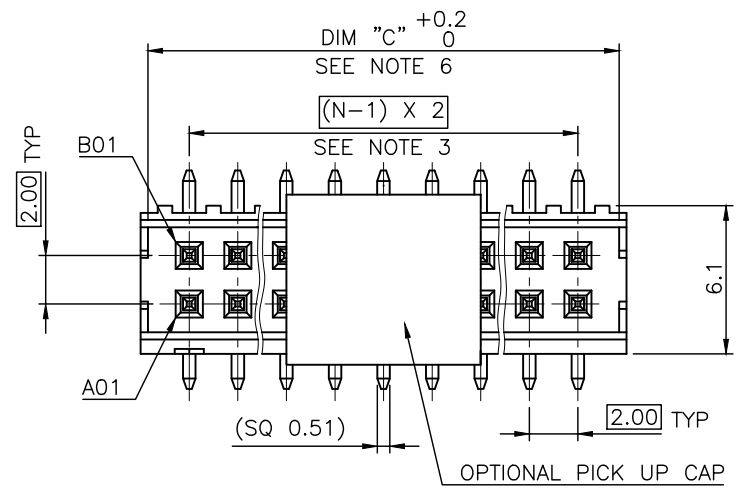 DIM "C" +0.2
0
SEE NOTE 6
(N-1) X 2
SEE NOTE 3
B01
2.00 TYP
6.1
A01
(SQ 0.51)
2.00 TYP
OPTIONAL PICK UP CAP